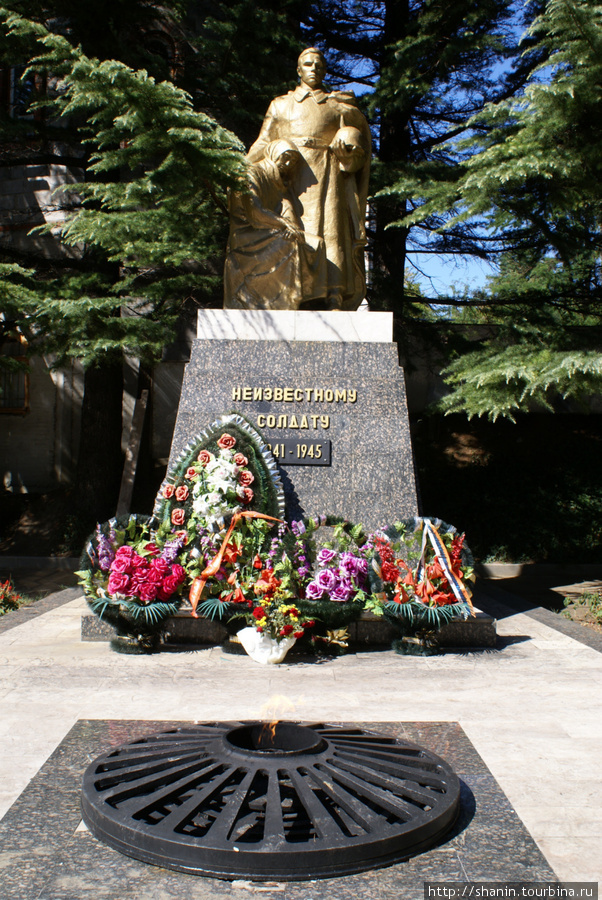 НЕИЗВЕСТНОМУ
СОЛДАТУ
1941 - 1945
http://shanin.tourbina.ru